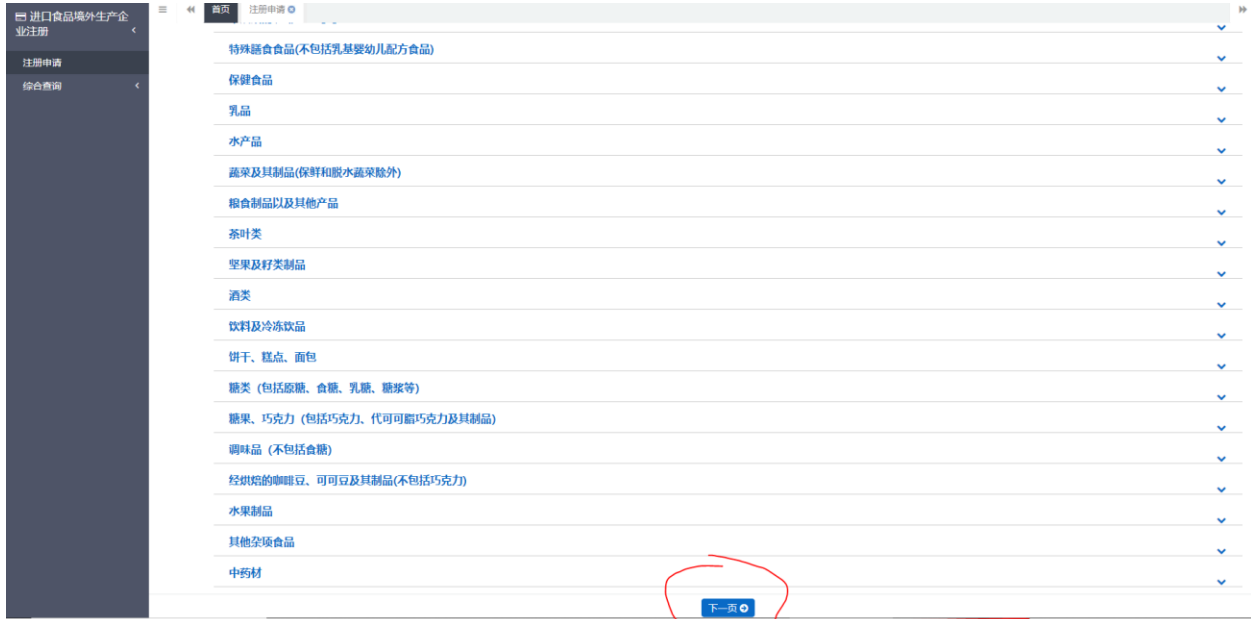 进口食品境外生产企
业注册
注册申请
综合查询
首页 注册申请
特殊膳食食品(不包括乳基婴幼儿配方食品)
保健食品
乳品
水产品
蔬菜及其制品(保鲜和脱水蔬菜除外)
粮食制品以及其他产品
茶叶类
坚果及籽类制品
酒类
饮料及冷冻饮品
饼干、糕点、面包
糖类（包括原糖、食糖、乳糖、糖浆等）
糖果、巧克力（包括巧克力、代可可脂巧克力及其制品）
调味品（不包括食糖）
经烘焙的咖啡豆、可可豆及其制品(不包括巧克力)
水果制品
其他杂项食品
中药材
下一页